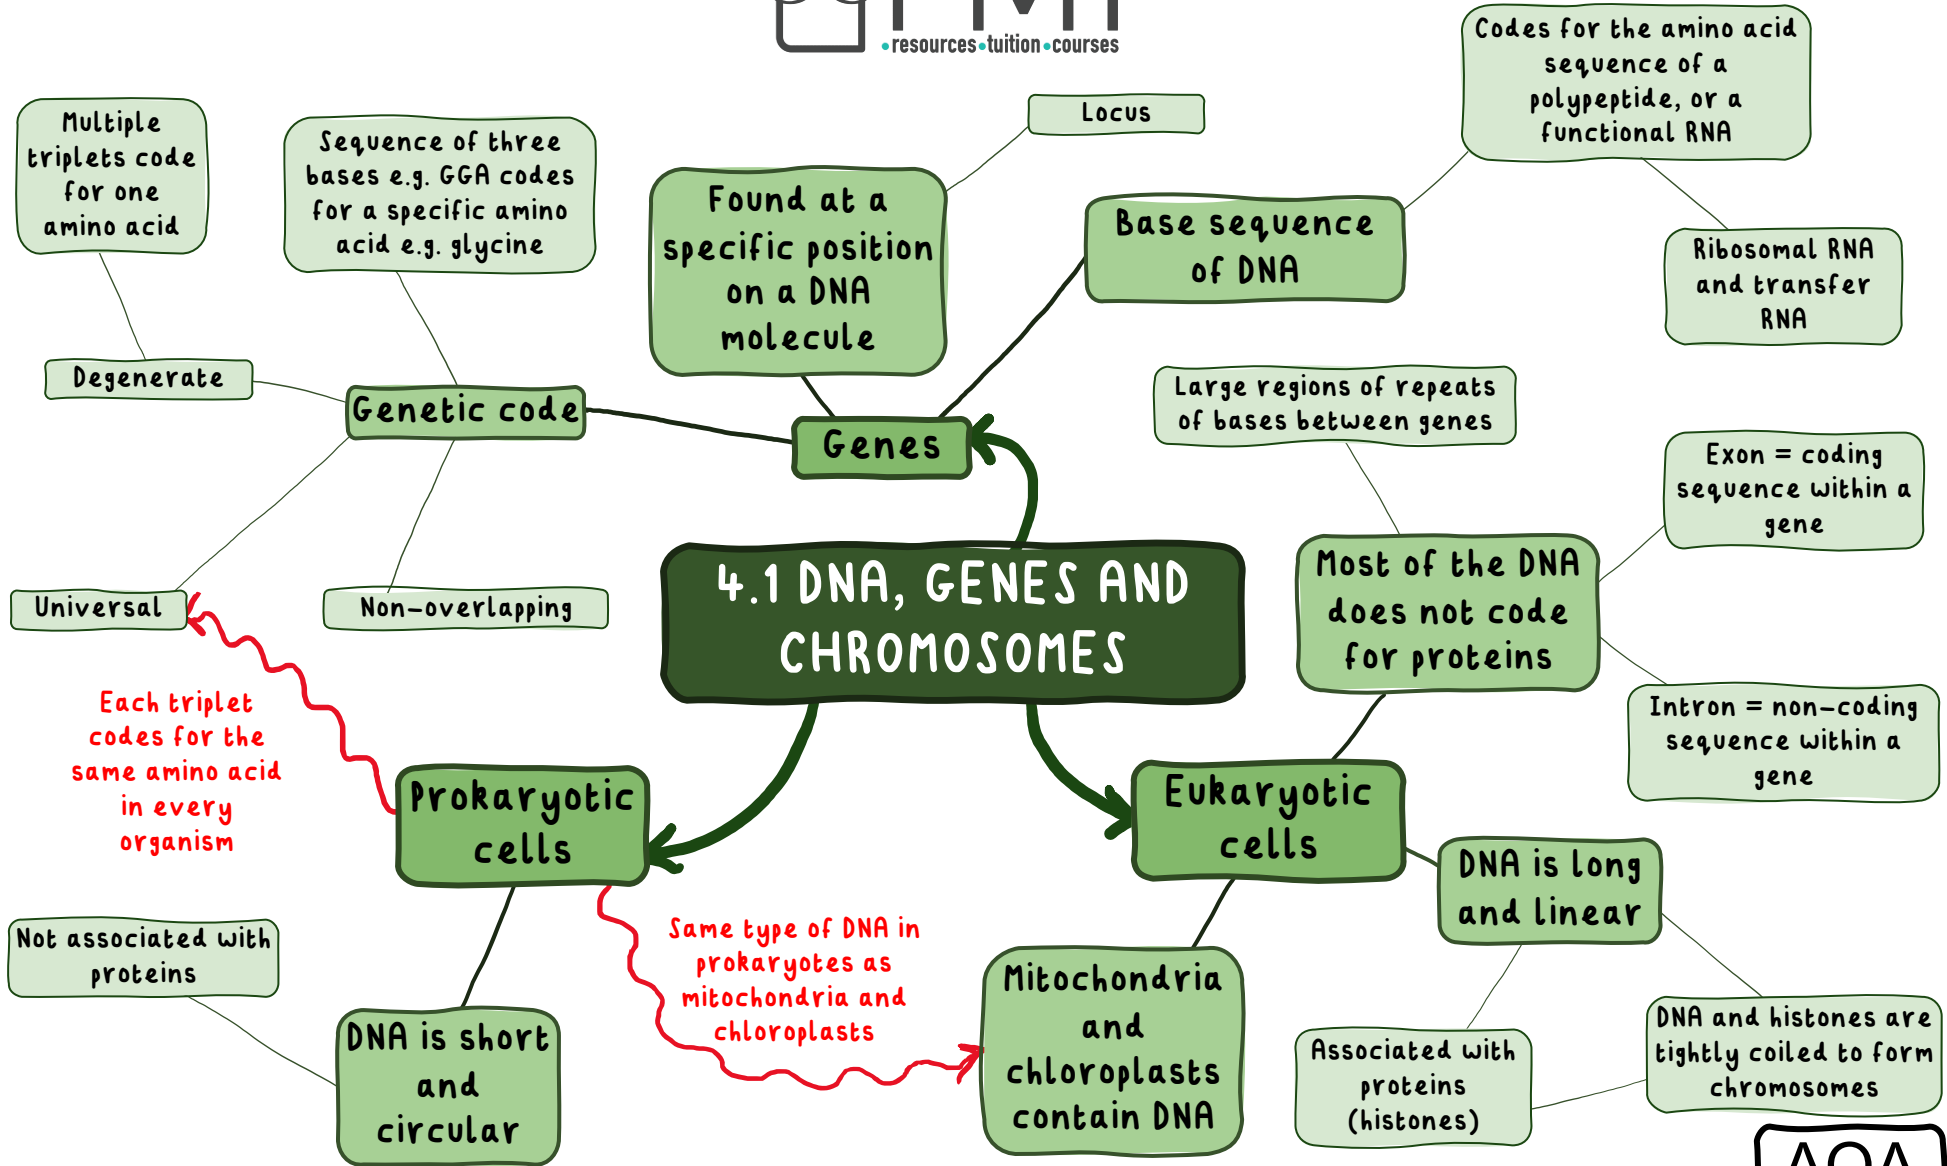 •resources•tuition•courses
Codes for the amino acid
sequence of a
polypeptide, or a
functional RNA
Locus
Multiple
triplets code
for one
amino acid
Sequence of three
bases e.g. GGA codes
for a specific amino
acid e.g. glycine
Found at a
specific position
on a DNA
molecule
Base sequence
of DNA
Ribosomal RNA
and transfer
RNA
Degenerate
Genetic code
Genes
Large regions of repeats
of bases between genes
Exon = coding
sequence within a
gene
Universal
Non-overlapping
4.1 DNA, GENES AND
CHROMOSOMES
Most of the DNA
does not code
for proteins
Intron = non-coding
sequence within a
gene
Each triplet
codes for the
same amino acid
in every
organism
Prokaryotic
cells
Eukaryotic
cells
DNA is long
and linear
Not associated with
proteins
Same type of DNA in
prokaryotes as
mitochondria and
chloroplasts
Mitochondria
and
chloroplasts
contain DNA
DNA is short
and
circular
Associated with
proteins
(histones)
DNA and histones are
tightly coiled to form
chromosomes
AQA